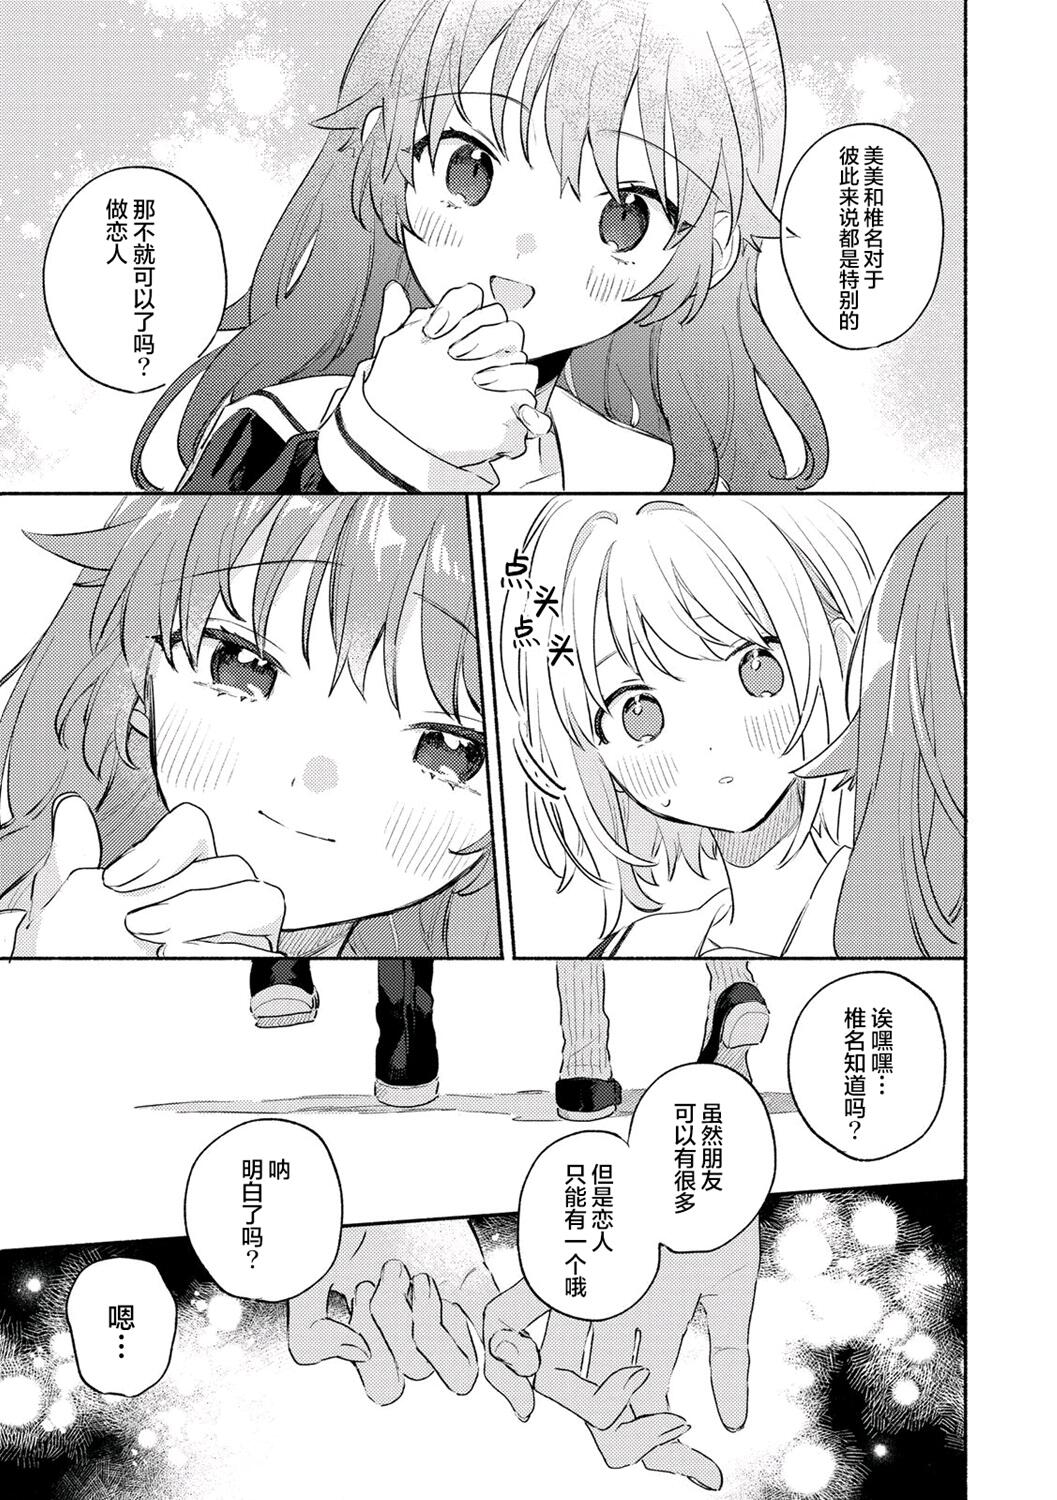 美美和椎名对于
彼此来说都是特别的
那不就可以了吗？
做恋人
点头
点头
诶嘿嘿…
椎名知道吗？
虽然朋友
可以有很多
但是恋人
只能有一个哦
呐
明白了吗？
嗯…